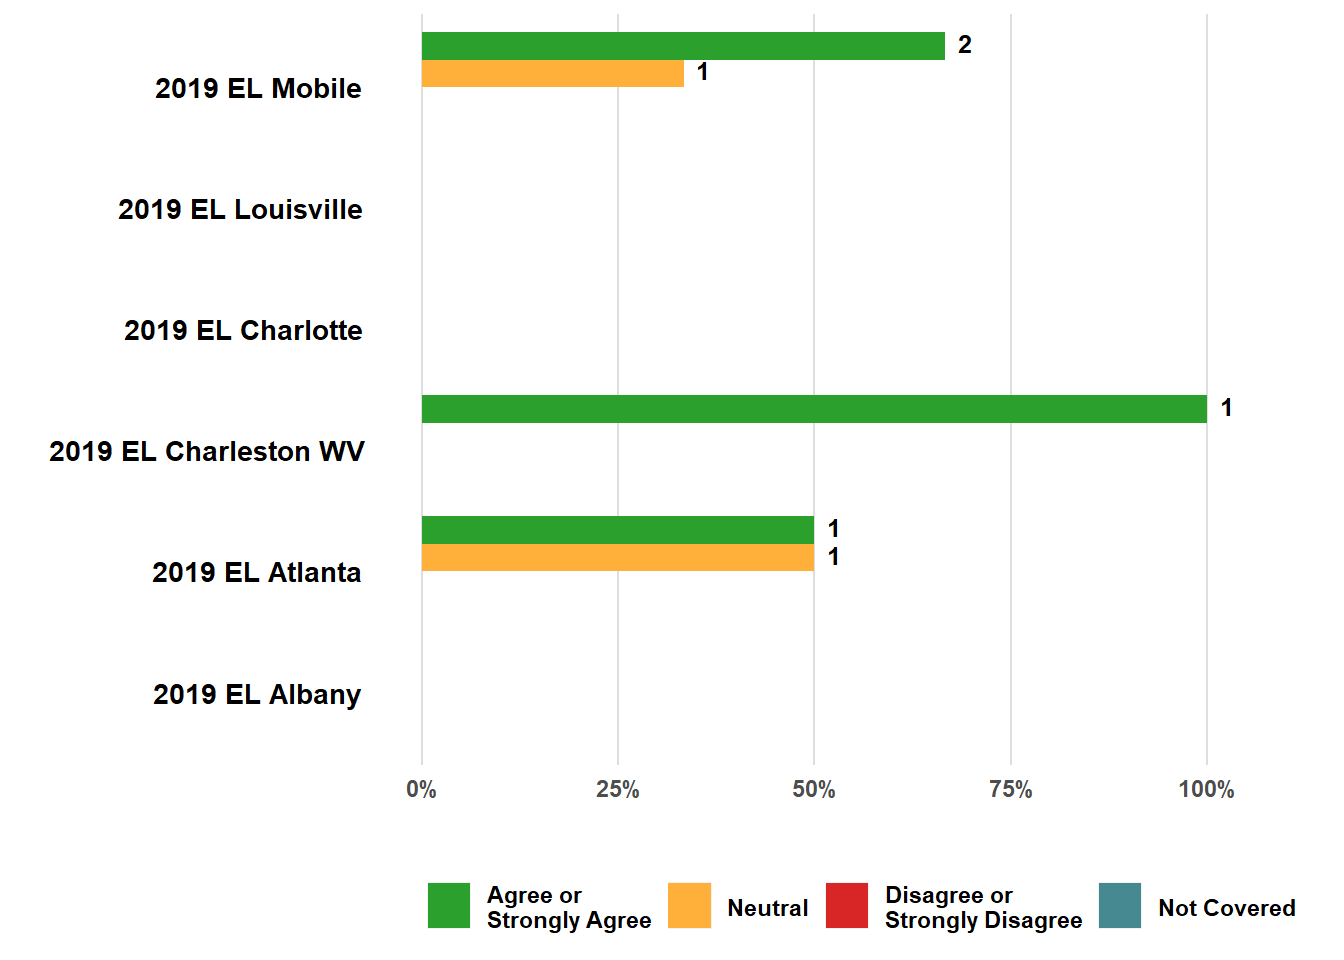 2
1
2019 EL Mobile
2019 EL Louisville
2019 EL Charlotte
1
2019 EL Charleston WV
1
1
2019 EL Atlanta
2019 EL Albany
0% 25% 50% 75% 100%
Agree or
Strongly Agree
Neutral
Disagree or
Strongly Disagree
Not Covered